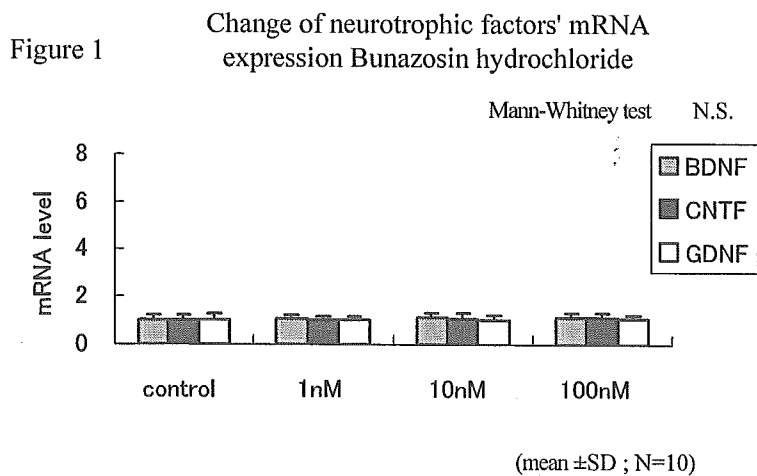 Figure 1
Change of neurotrophic factors' mRNA
expression Bunazosin hydrochloride
Mann-Whitney test N.S.
BDNF
CNTF
GDNF
mRNA level
8
6
4
2
0
control 1nM 10nM 100nM
(mean ±SD ; N=10)